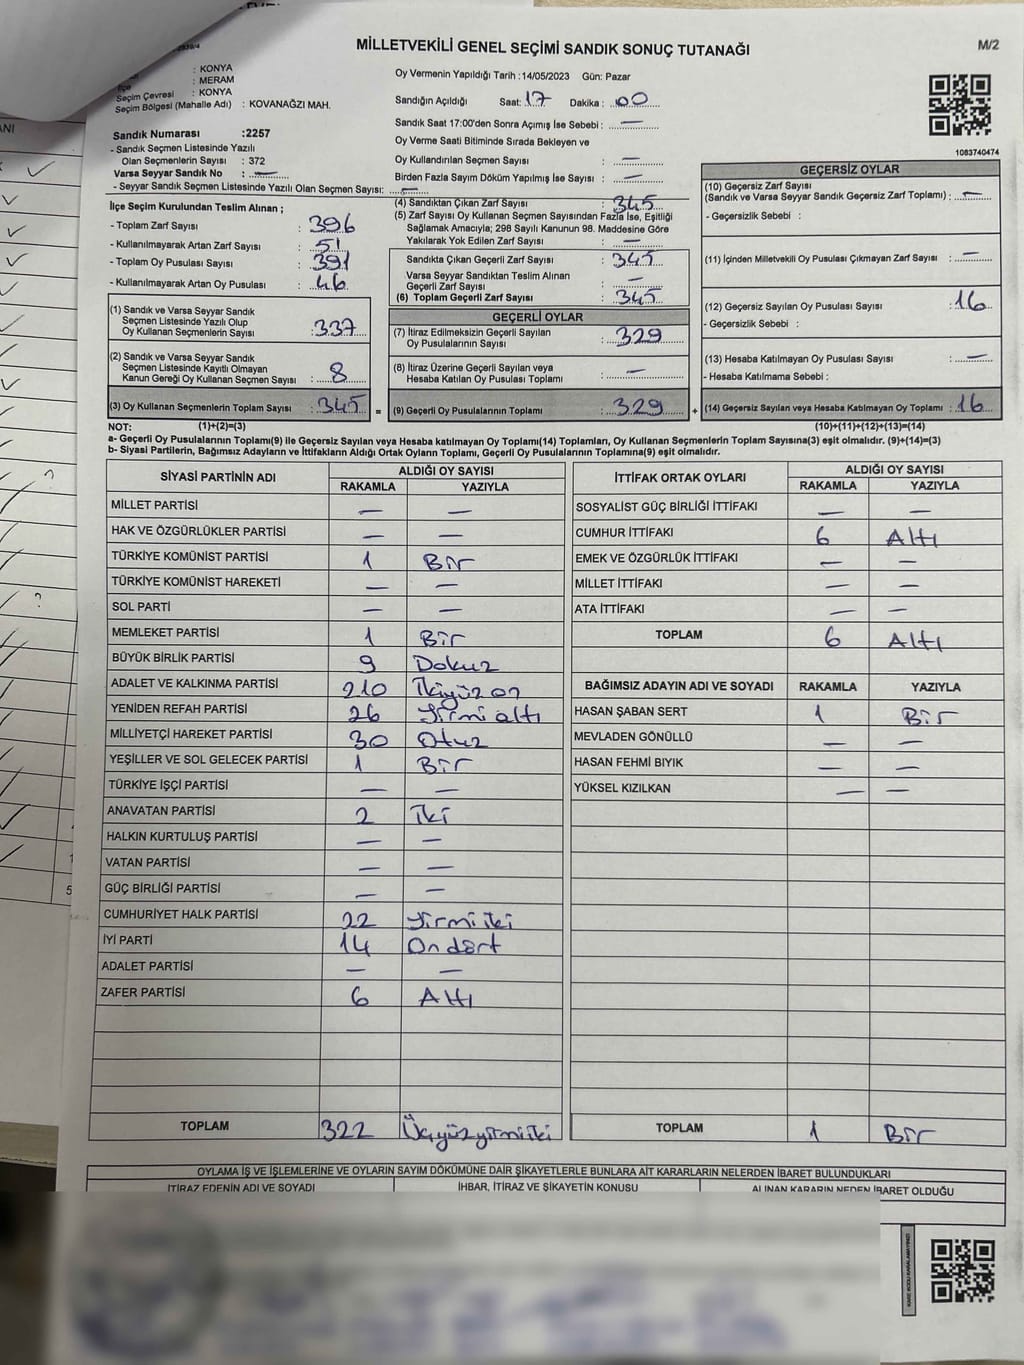 MİLLETVEKİLİ GENEL SEÇİMİ SANDIK SONUÇ TUTANAĞI
M/2
: KONYA
İlçe : MERAM
Seçim Çevresi : KONYA
Seçim Bölgesi (Mahalle Adı) : KOVANAĞZI MAH.
Sandık Numarası :2257
- Sandık Seçmen Listesinde Yazılı
Olan Seçmenlerin Sayısı : 372
Varsa Seyyar Sandık No : —
- Seyyar Sandık Seçmen Listesinde Yazılı Olan Seçmen Sayısı: —
Oy Vermenin Yapıldığı Tarih :14/05/2023 Gün: Pazar
Sandığın Açıldığı Saat: 17 Dakika : 00
Sandık Saat 17:00'den Sonra Açımış İse Sebebi : —
Oy Verme Saati Bitiminde Sırada Bekleyen ve
Oy Kullandırılan Seçmen Sayısı : —
Birden Fazla Sayım Döküm Yapılmış İse Sayısı : —
1083740474
İlçe Seçim Kurulundan Teslim Alınan ;
- Toplam Zarf Sayısı : 396
- Kullanılmayarak Artan Zarf Sayısı : 51
- Toplam Oy Pusulası Sayısı : 391
- Kullanılmayarak Artan Oy Pusulası : 46
(1) Sandık ve Varsa Seyyar Sandık
Seçmen Listesinde Yazılı Olup
Oy Kullanan Seçmenlerin Sayısı : 337
(2) Sandık ve Varsa Seyyar Sandık
Seçmen Listesinde Kayıtlı Olmayan
Kanun Gereği Oy Kullanan Seçmen Sayısı : 8
(3) Oy Kullanan Seçmenlerin Toplam Sayısı : 345 =
(4) Sandıktan Çıkan Zarf Sayısı : 345
(5) Zarf Sayısı Oy Kullanan Seçmen Sayısından Fazla İse, Eşitliği
Sağlamak Amacıyla; 298 Sayılı Kanunun 98. Maddesine Göre
Yakılarak Yok Edilen Zarf Sayısı : —
Sandıkta Çıkan Geçerli Zarf Sayısı : 345
Varsa Seyyar Sandıktan Teslim Alınan
Geçerli Zarf Sayısı : —
(6) Toplam Geçerli Zarf Sayısı : 345
GEÇERLİ OYLAR
(7) İtiraz Edilmeksizin Geçerli Sayılan
Oy Pusulalarının Sayısı : 329
(8) İtiraz Üzerine Geçerli Sayılan veya
Hesaba Katılan Oy Pusulası Toplamı : —
(9) Geçerli Oy Pusulalarının Toplamı : 329 +
GEÇERSİZ OYLAR
(10) Geçersiz Zarf Sayısı
(Sandık ve Varsa Seyyar Sandık Geçersiz Zarf Toplamı) : —
- Geçersizlik Sebebi :
(11) İçinden Milletvekili Oy Pusulası Çıkmayan Zarf Sayısı : —
(12) Geçersiz Sayılan Oy Pusulası Sayısı : 16
- Geçersizlik Sebebi :
(13) Hesaba Katılmayan Oy Pusulası Sayısı : —
- Hesaba Katılmama Sebebi :
(14) Geçersiz Sayılan veya Hesaba Katılmayan Oy Toplamı : 16
NOT: (1)+(2)=(3) (10)+(11)+(12)+(13)=(14)
a- Geçerli Oy Pusulalarının Toplamı(9) ile Geçersiz Sayılan veya Hesaba katılmayan Oy Toplamı(14) Toplamları, Oy Kullanan Seçmenlerin Toplam Sayısına(3) eşit olmalıdır. (9)+(14)=(3)
b- Siyasi Partilerin, Bağımsız Adayların ve İttifakların Aldığı Ortak Oyların Toplamı, Geçerli Oy Pusulalarının Toplamına(9) eşit olmalıdır.
SİYASİ PARTİNİN ADI ALDIĞI OY SAYISI
RAKAMLA YAZIYLA
MİLLET PARTİSİ — —
HAK VE ÖZGÜRLÜKLER PARTİSİ — —
TÜRKİYE KOMÜNİST PARTİSİ 1 Bir
TÜRKİYE KOMÜNİST HAREKETİ — —
SOL PARTİ — —
MEMLEKET PARTİSİ 1 Bir
BÜYÜK BİRLİK PARTİSİ 9 Dokuz
ADALET VE KALKINMA PARTİSİ 210 İkiyüz on
YENİDEN REFAH PARTİSİ 26 Yirmi altı
MİLLİYETÇİ HAREKET PARTİSİ 30 Otuz
YEŞİLLER VE SOL GELECEK PARTİSİ 1 Bir
TÜRKİYE İŞÇİ PARTİSİ — —
ANAVATAN PARTİSİ 2 İki
HALKIN KURTULUŞ PARTİSİ — —
VATAN PARTİSİ — —
GÜÇ BİRLİĞİ PARTİSİ — —
CUMHURİYET HALK PARTİSİ 22 Yirmi iki
İYİ PARTİ 14 On dört
ADALET PARTİSİ — —
ZAFER PARTİSİ 6 Altı
TOPLAM 322 Üçyüzyirmiiki
İTTİFAK ORTAK OYLARI ALDIĞI OY SAYISI
RAKAMLA YAZIYLA
SOSYALİST GÜÇ BİRLİĞİ İTTİFAKI — —
CUMHUR İTTİFAKI 6 Altı
EMEK VE ÖZGÜRLÜK İTTİFAKI — —
MİLLET İTTİFAKI — —
ATA İTTİFAKI — —
TOPLAM 6 Altı
BAĞIMSIZ ADAYIN ADI VE SOYADI RAKAMLA YAZIYLA
HASAN ŞABAN SERT 1 Bir
MEVLADEN GÖNÜLLÜ — —
HASAN FEHMİ BIYIK — —
YÜKSEL KIZILKAN — —
TOPLAM 1 Bir
OYLAMA İŞ VE İŞLEMLERİNE VE OYLARIN SAYIM DÖKÜMÜNE DAİR ŞİKAYETLERLE BUNLARA AİT KARARLARIN NELERDEN İBARET BULUNDUKLARI
İTİRAZ EDENİN ADI VE SOYADI İHBAR, İTİRAZ VE ŞİKAYETİN KONUSU ALINAN KARARIN NEDEN İBARET OLDUĞU
KARE KODU KARALAMAYINIZ!